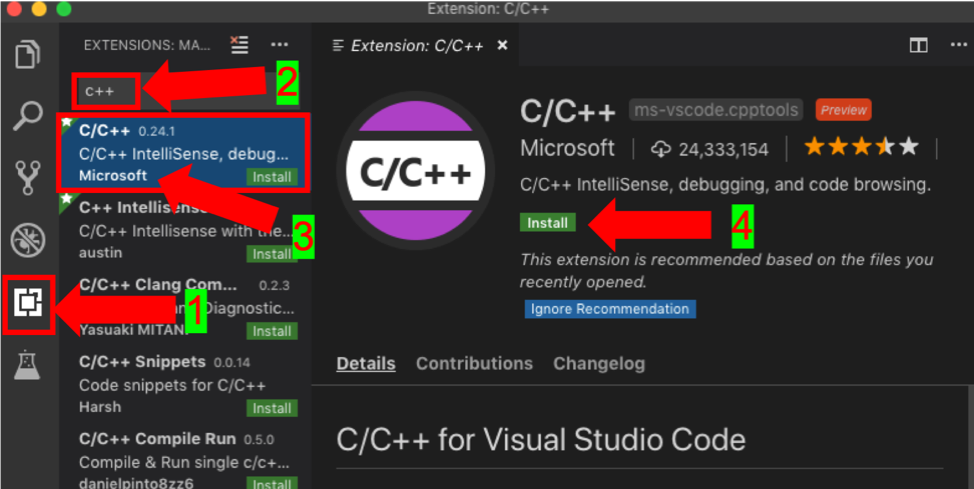 Extension: C/C++
EXTENSIONS: MA...
Extension: C/C++
2
c++
C/C++ 0.24.1
C/C++ IntelliSense, debug...
Microsoft Install
C++ Intellisense
C/C++ Intellisense with the...
austin Install
3
C/C++ Clang Com... 0.2.3
Diagnostic...
Yasuaki MITANI Install
1
C/C++ Snippets 0.0.14
Code snippets for C/C++
Harsh Install
C/C++ Compile Run 0.5.0
Compile & Run single c/c+...
danielpinto8zz6 Install
C/C++
C/C++ ms-vscode.cpptools Preview
Microsoft 24,333,154
C/C++ IntelliSense, debugging, and code browsing.
Install
4
This extension is recommended based on the files you
recently opened.
Ignore Recommendation
Details Contributions Changelog
C/C++ for Visual Studio Code